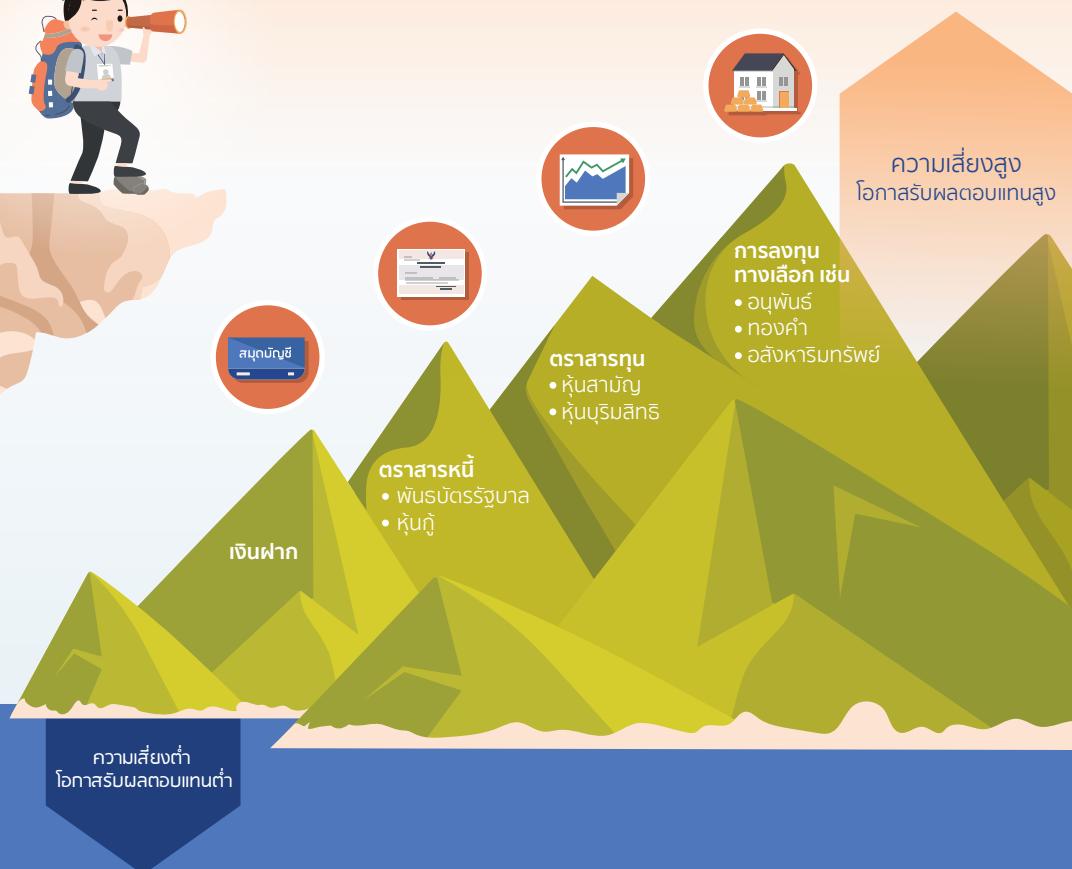 ความเสี่ยงสูง
โอกาสรับผลตอบแทนสูง
การลงทุน
ทางเลือก เช่น
• อนุพันธ์
• ทองคำ
• อสังหาริมทรัพย์
ตราสารทุน
• หุ้นสามัญ
• หุ้นบุริมสิทธิ
สมุดบัญชี
ตราสารหนี้
• พันธบัตรรัฐบาล
• หุ้นกู้
เงินฝาก
ความเสี่ยงต่ำ
โอกาสรับผลตอบแทนต่ำ